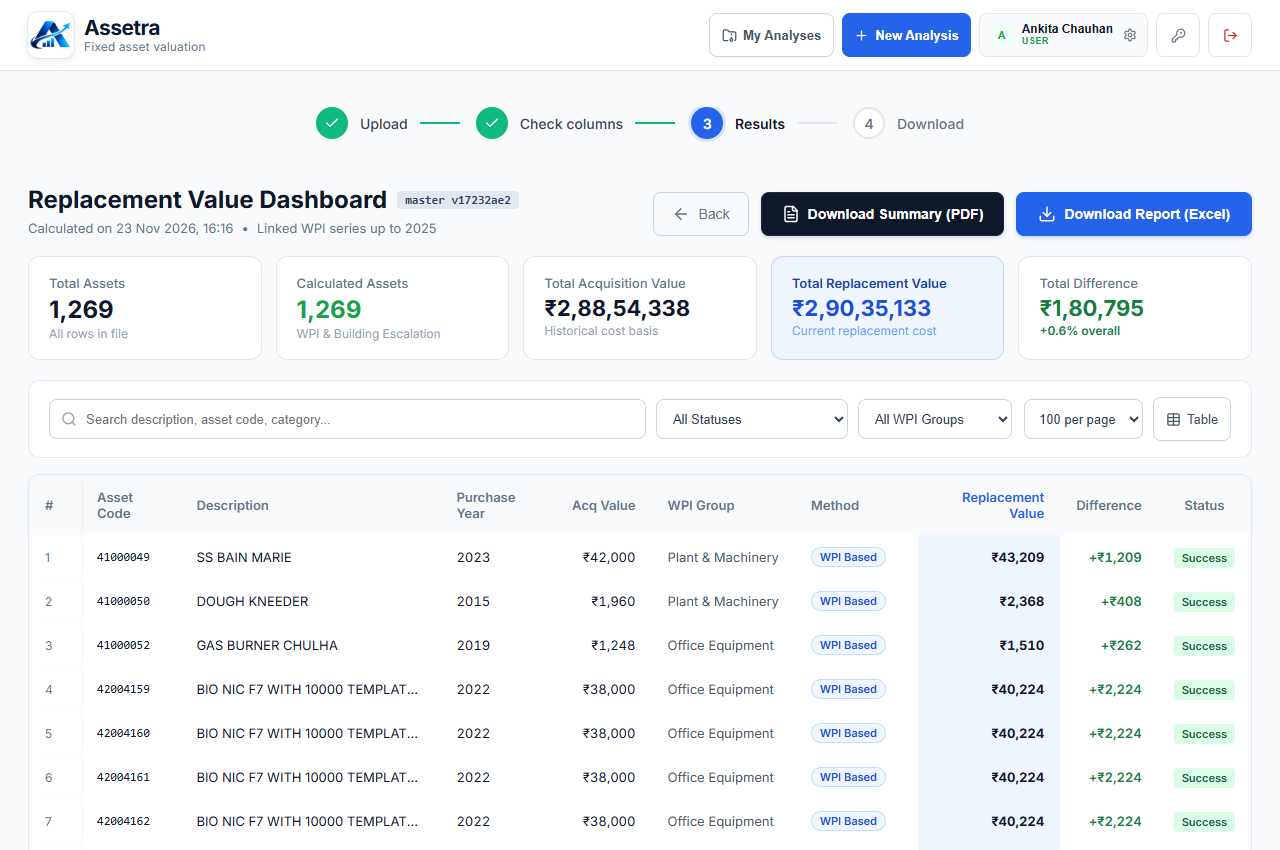 Assetra
Fixed asset valuation
My Analyses
New Analysis
A
Ankita Chauhan
USER
Upload
Check columns
3
Results
4
Download
Replacement Value Dashboard
master v17232ae2
Calculated on 23 Nov 2026, 16:16 • Linked WPI series up to 2025
Back
Download Summary (PDF)
Download Report (Excel)
Total Assets
1,269
All rows in file
Calculated Assets
1,269
WPI & Building Escalation
Total Acquisition Value
₹2,88,54,338
Historical cost basis
Total Replacement Value
₹2,90,35,133
Current replacement cost
Total Difference
₹1,80,795
+0.6% overall
Search description, asset code, category...
All Statuses
All WPI Groups
100 per page
Table
# Asset Code Description Purchase Year Acq Value WPI Group Method Replacement Value Difference Status
1 41000049 SS BAIN MARIE 2023 ₹42,000 Plant & Machinery WPI Based ₹43,209 +₹1,209 Success
2 41000050 DOUGH KNEEDER 2015 ₹1,960 Plant & Machinery WPI Based ₹2,368 +₹408 Success
3 41000052 GAS BURNER CHULHA 2019 ₹1,248 Office Equipment WPI Based ₹1,510 +₹262 Success
4 42004159 BIO NIC F7 WITH 10000 TEMPLAT... 2022 ₹38,000 Office Equipment WPI Based ₹40,224 +₹2,224 Success
5 42004160 BIO NIC F7 WITH 10000 TEMPLAT... 2022 ₹38,000 Office Equipment WPI Based ₹40,224 +₹2,224 Success
6 42004161 BIO NIC F7 WITH 10000 TEMPLAT... 2022 ₹38,000 Office Equipment WPI Based ₹40,224 +₹2,224 Success
7 42004162 BIO NIC F7 WITH 10000 TEMPLAT... 2022 ₹38,000 Office Equipment WPI Based ₹40,224 +₹2,224 Success